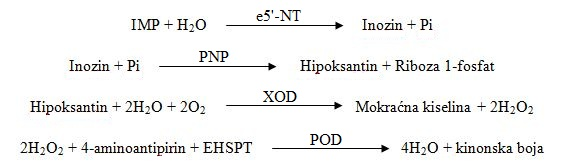 IMP + H₂O e5'-NT Inozin + Pi
Inozin + Pi PNP Hipoksantin + Riboza 1-fosfat
Hipoksantin + 2H₂O + 2O₂ XOD Mokraćna kiselina + 2H₂O₂
2H₂O₂ + 4-aminoantipirin + EHSPT POD 4H₂O + kinonska boja